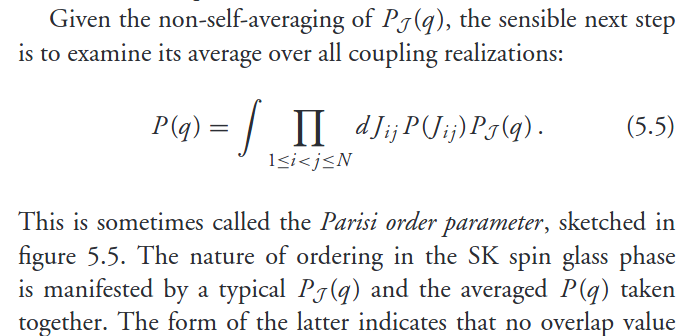 Given the non-self-averaging of P_𝒥(q), the sensible next step
is to examine its average over all coupling realizations:
P(q) = ∫ ∏_{1≤i<j≤N} dJ_{ij} P(J_{ij}) P_𝒥(q). (5.5)
This is sometimes called the Parisi order parameter, sketched in
figure 5.5. The nature of ordering in the SK spin glass phase
is manifested by a typical P_𝒥(q) and the averaged P(q) taken
together. The form of the latter indicates that no overlap value